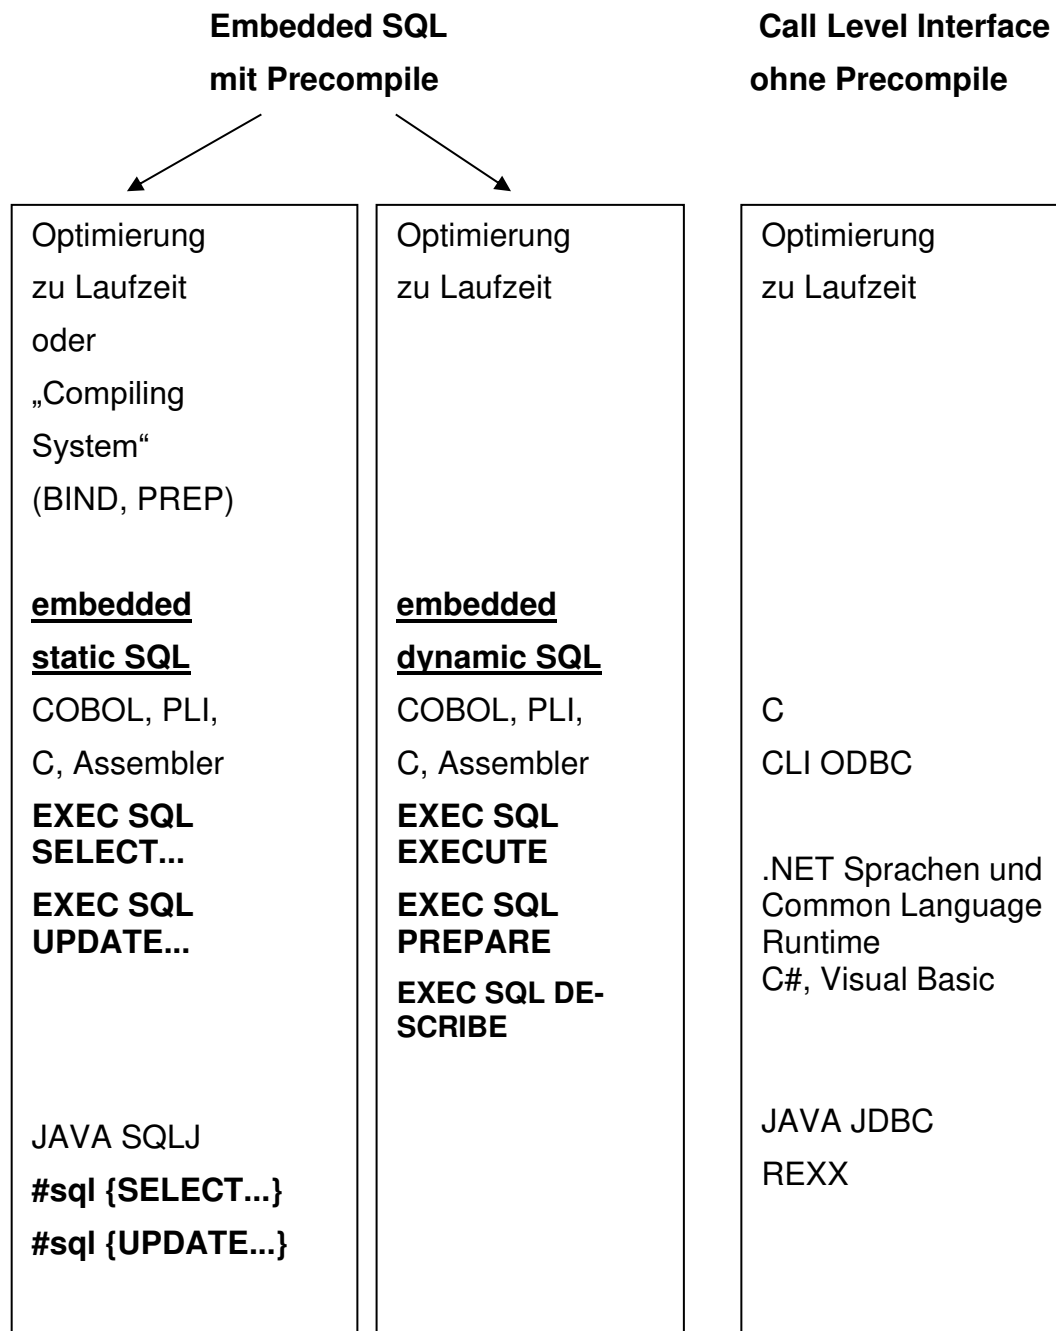 Embedded SQL
mit Precompile
Call Level Interface
ohne Precompile
Optimierung
zu Laufzeit
oder
„Compiling
System“
(BIND, PREP)
embedded
static SQL
COBOL, PLI,
C, Assembler
EXEC SQL
SELECT...
EXEC SQL
UPDATE...
JAVA SQLJ
#sql {SELECT...}
#sql {UPDATE...}
Optimierung
zu Laufzeit
embedded
dynamic SQL
COBOL, PLI,
C, Assembler
EXEC SQL
EXECUTE
EXEC SQL
PREPARE
EXEC SQL DE-
SCRIBE
Optimierung
zu Laufzeit
C
CLI ODBC
.NET Sprachen und
Common Language
Runtime
C#, Visual Basic
JAVA JDBC
REXX